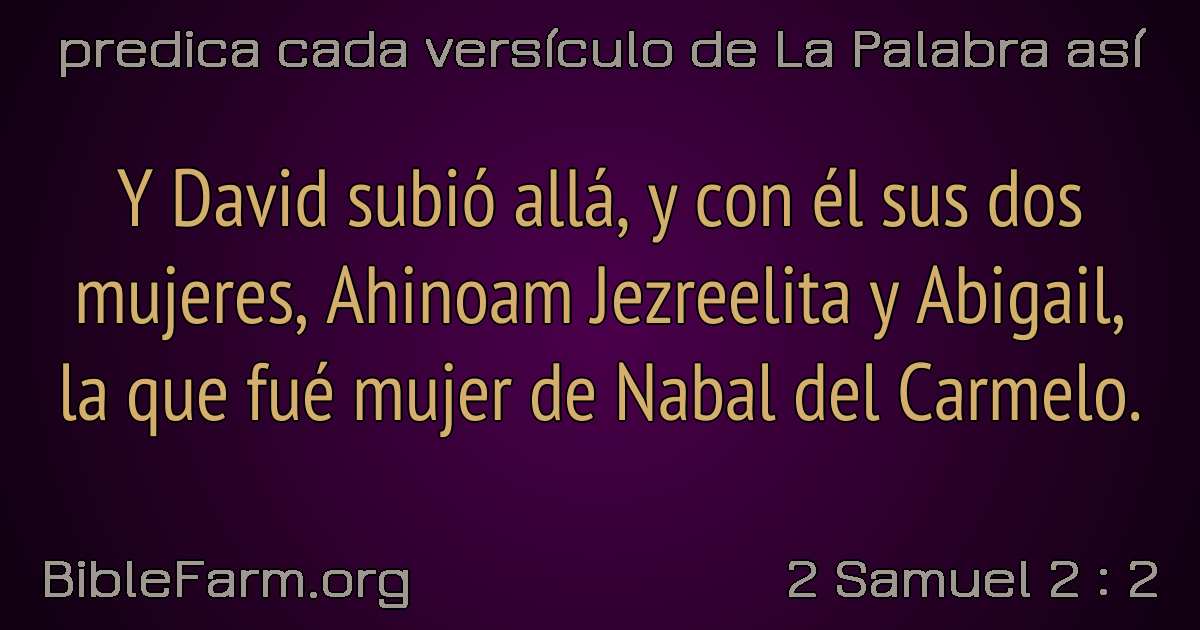 predica cada versículo de La Palabra así
Y David subió allá, y con él sus dos
mujeres, Ahinoam Jezreelita y Abigail,
la que fué mujer de Nabal del Carmelo.
BibleFarm.org
2 Samuel 2 : 2